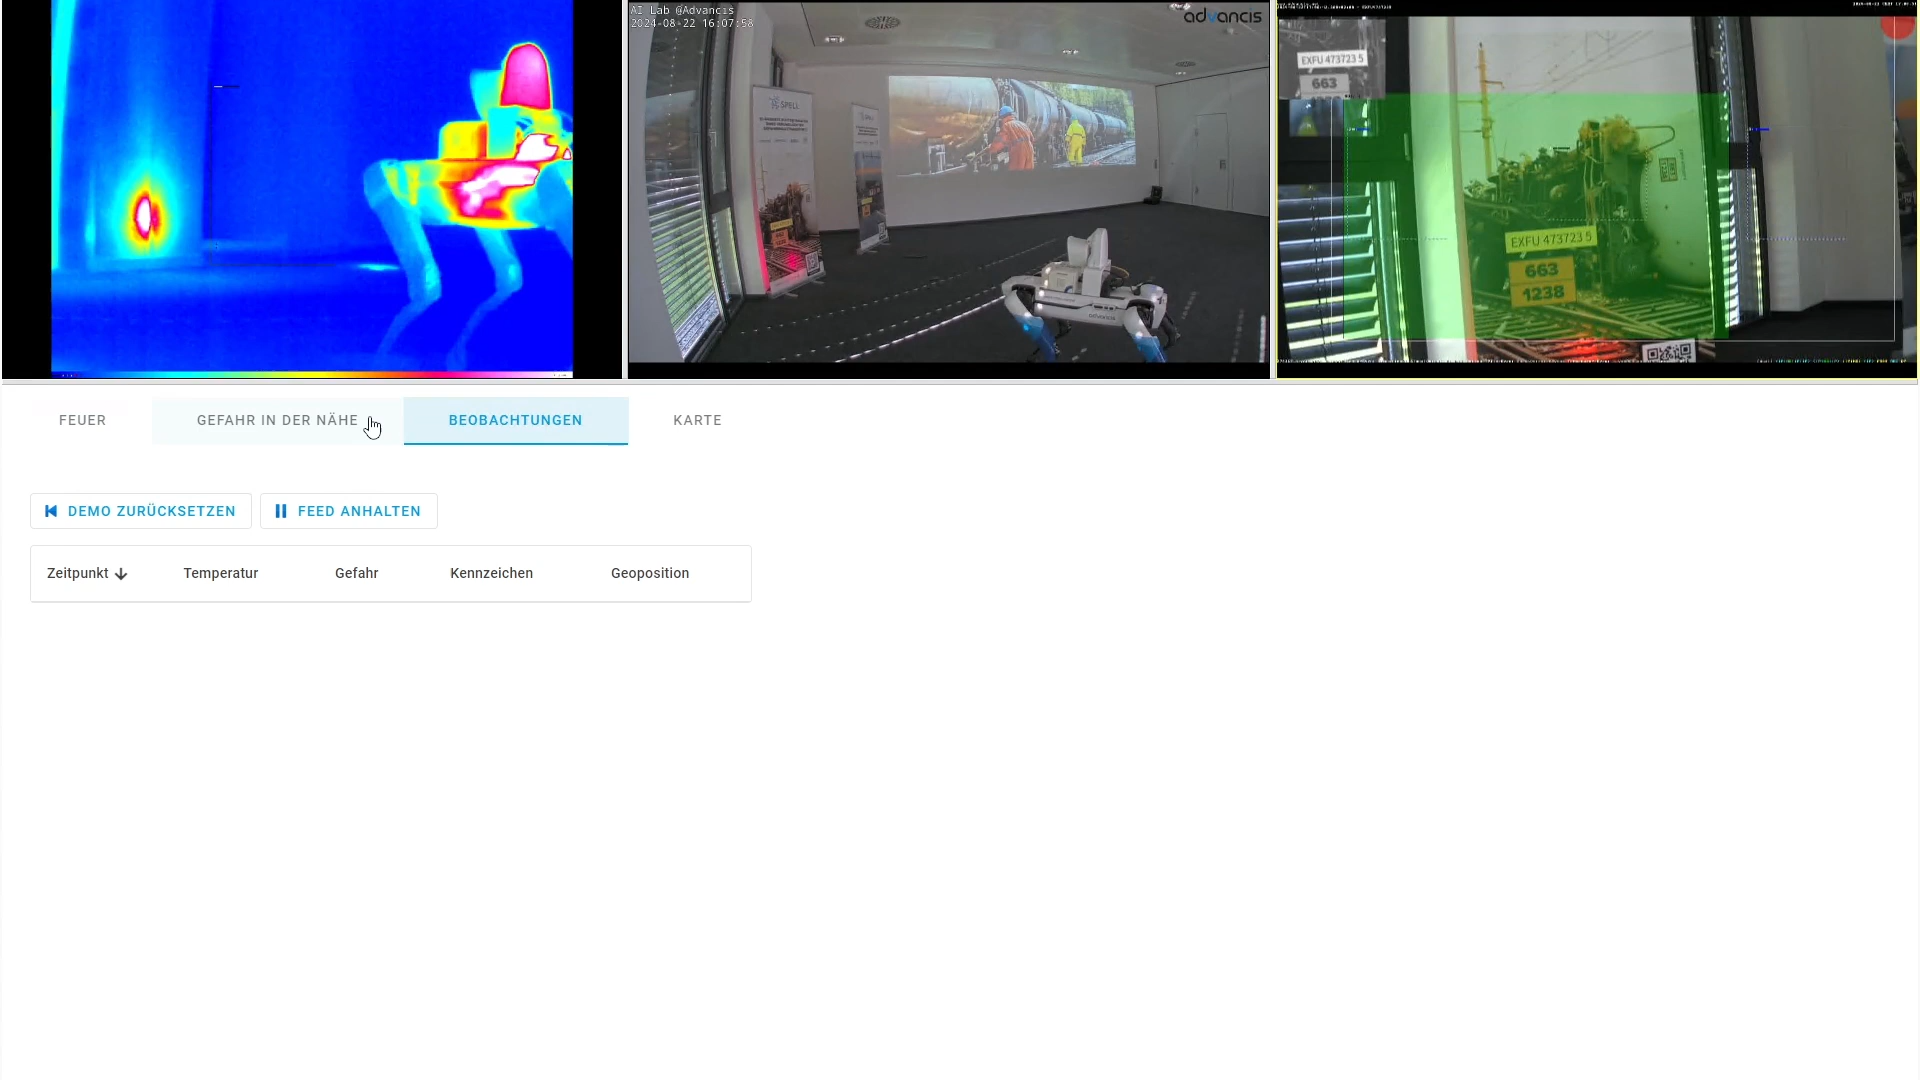 AI Lab @Advancis
2024-08-22 16:07:58
advancis
SPELL
EXFU 473723 5
663
EXFU 473723 5
663
1238
FEUER
GEFAHR IN DER NÄHE
BEOBACHTUNGEN
KARTE
DEMO ZURÜCKSETZEN
FEED ANHALTEN
Zeitpunkt
Temperatur
Gefahr
Kennzeichen
Geoposition